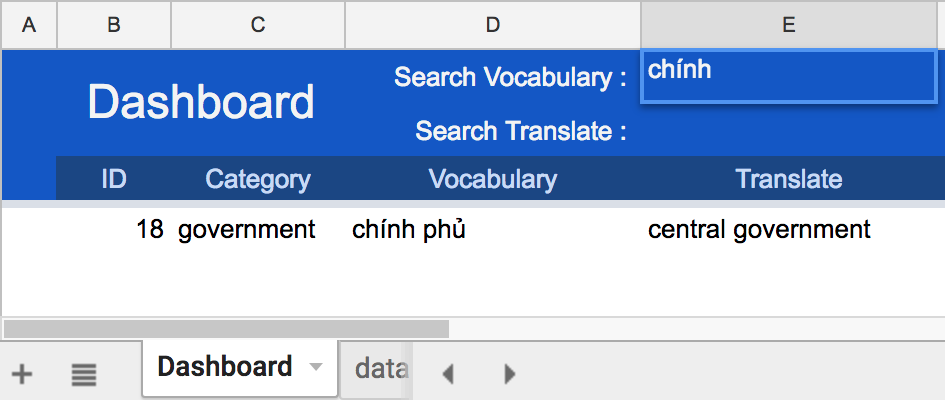 A B C D E
Dashboard
Search Vocabulary : chính
Search Translate :
ID Category Vocabulary Translate
18 government chính phủ central government
+ Dashboard data